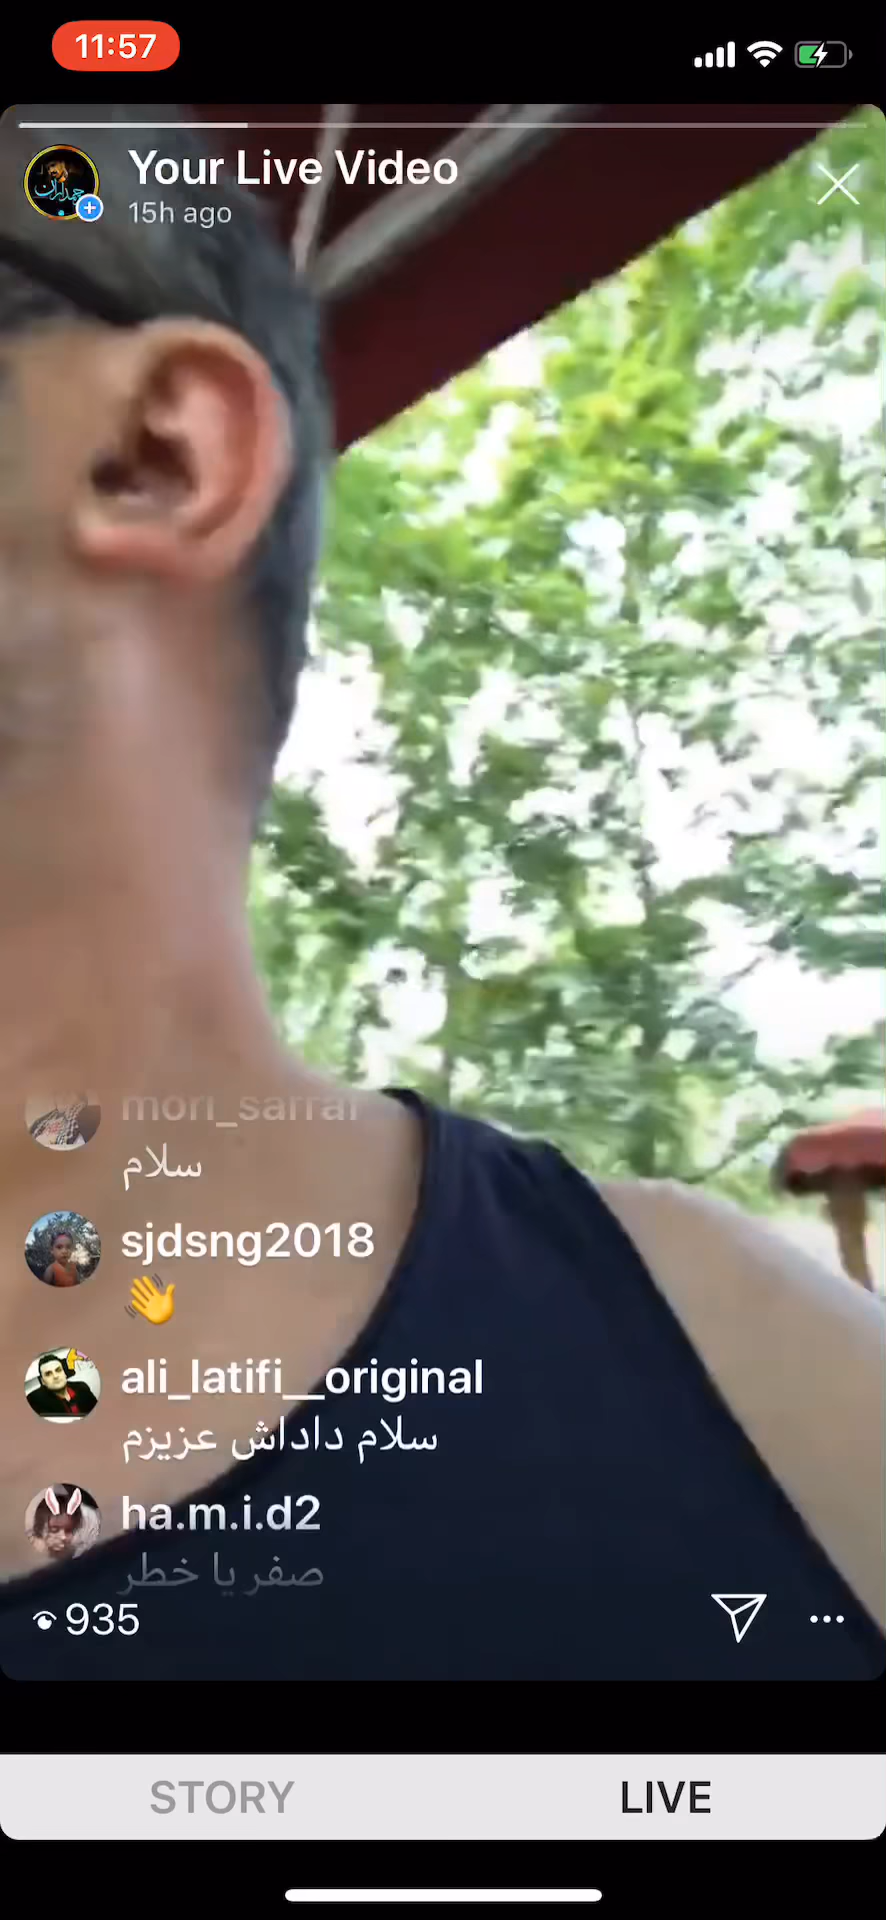 11:57
Your Live Video
15h ago
mori_sarraf
سلام
sjdsng2018
ali_latifi__original
سلام داداش عزیزم
ha.m.i.d2
صفر یا خطر
935
STORY
LIVE